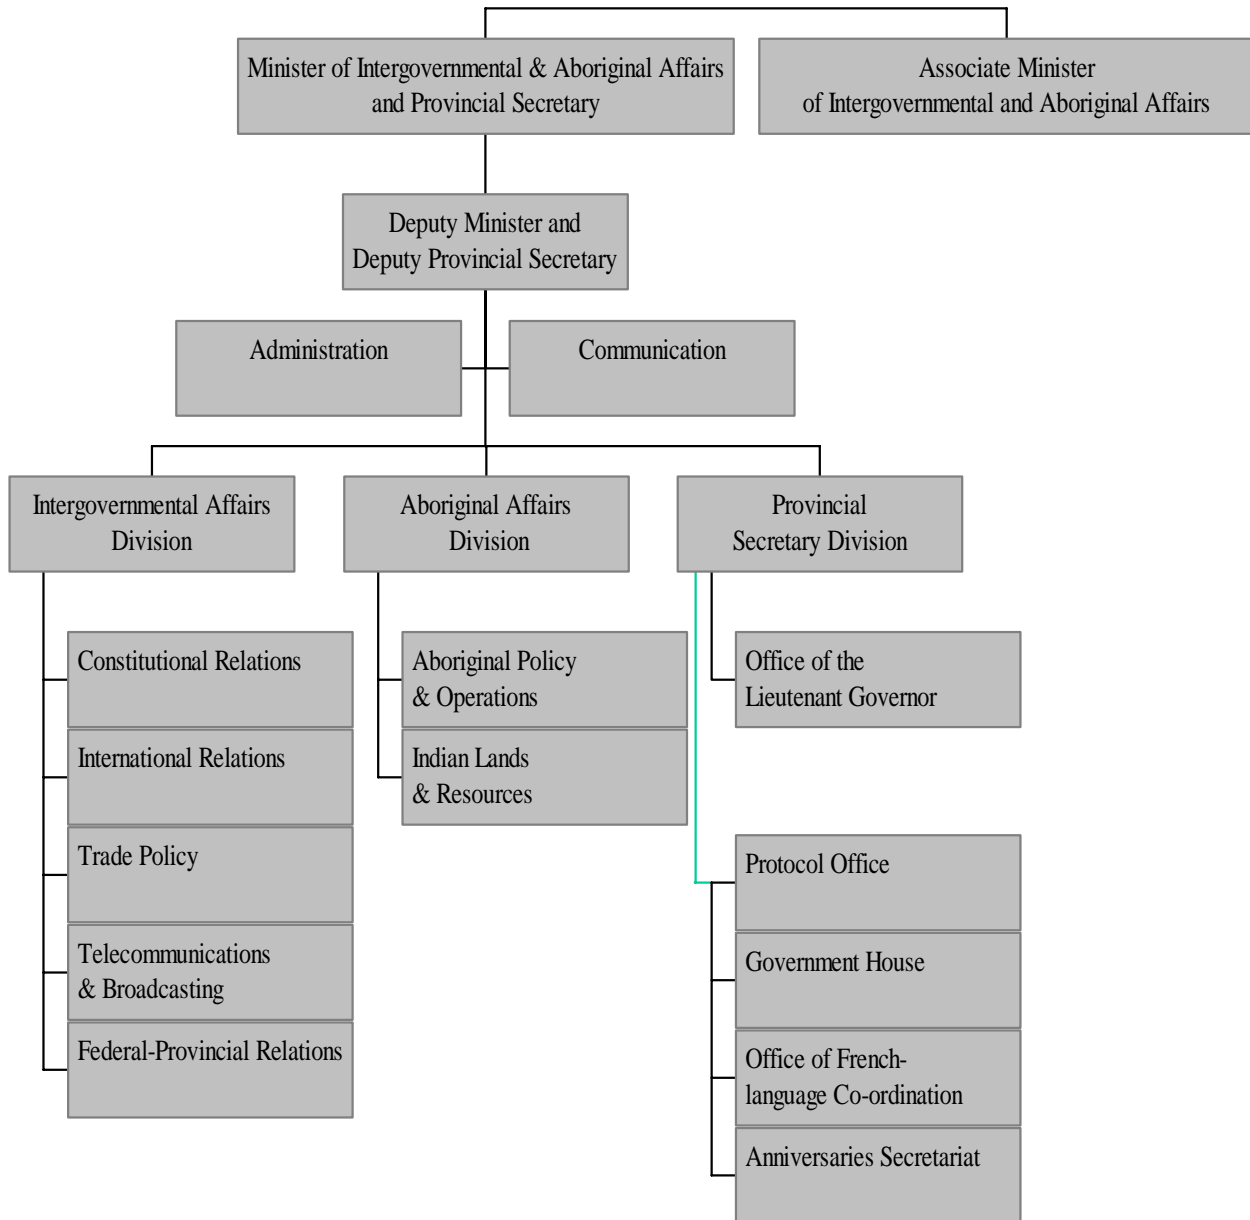 Minister of Intergovernmental & Aboriginal Affairs
and Provincial Secretary
Associate Minister
of Intergovernmental and Aboriginal Affairs
Deputy Minister and
Deputy Provincial Secretary
Administration
Communication
Intergovernmental Affairs
Division
Aboriginal Affairs
Division
Provincial
Secretary Division
Constitutional Relations
International Relations
Trade Policy
Telecommunications
& Broadcasting
Federal-Provincial Relations
Aboriginal Policy
& Operations
Indian Lands
& Resources
Office of the
Lieutenant Governor
Protocol Office
Government House
Office of French-
language Co-ordination
Anniversaries Secretariat